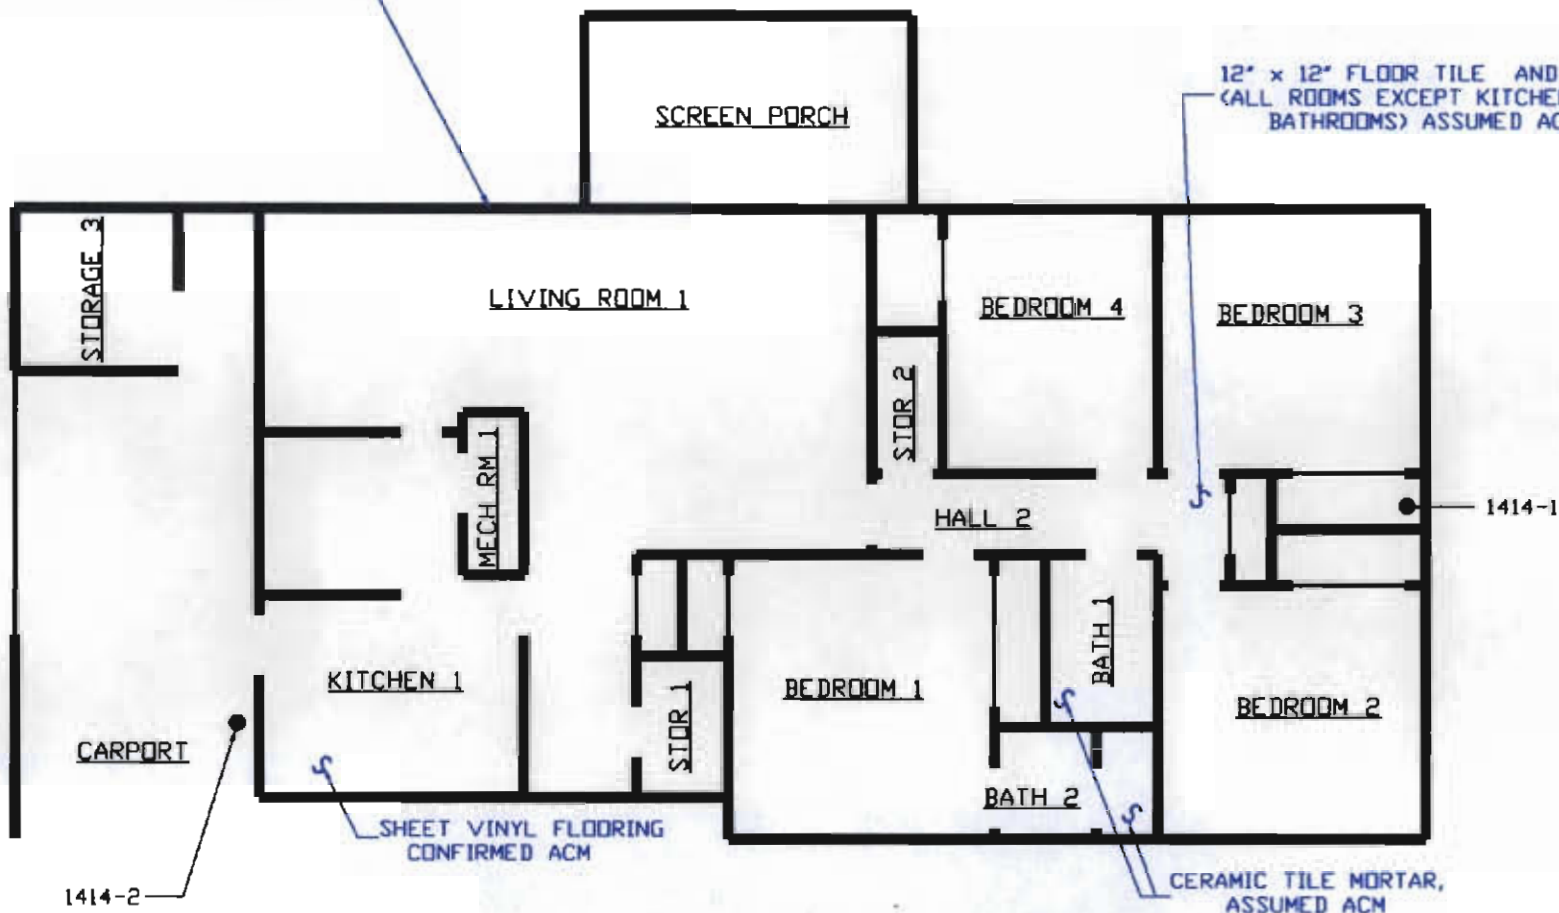 12" x 12" FLOOR TILE AND
(ALL ROOMS EXCEPT KITCHE
BATHROOMS) ASSUMED AC
SCREEN PORCH
STORAGE 3
LIVING ROOM 1
BEDROOM 4
BEDROOM 3
STOR 2
MECH RM 1
HALL 2
1414-1
BATH 1
KITCHEN 1
STOR 1
BEDROOM 1
BEDROOM 2
CARPORT
BATH 2
SHEET VINYL FLOORING
CONFIRMED ACM
1414-2
CERAMIC TILE MORTAR,
ASSUMED ACM